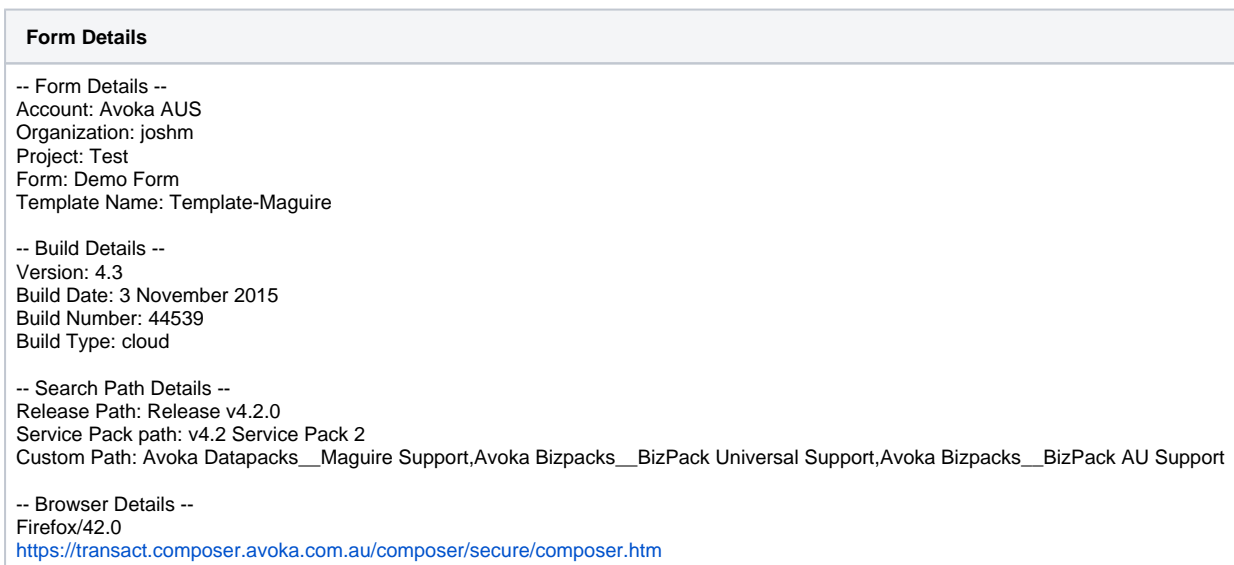 Form Details
-- Form Details --
Account: Avoka AUS
Organization: joshm
Project: Test
Form: Demo Form
Template Name: Template-Maguire
-- Build Details --
Version: 4.3
Build Date: 3 November 2015
Build Number: 44539
Build Type: cloud
-- Search Path Details --
Release Path: Release v4.2.0
Service Pack path: v4.2 Service Pack 2
Custom Path: Avoka Datapacks__Maguire Support,Avoka Bizpacks__BizPack Universal Support,Avoka Bizpacks__BizPack AU Support
-- Browser Details --
Firefox/42.0
https://transact.composer.avoka.com.au/composer/secure/composer.htm